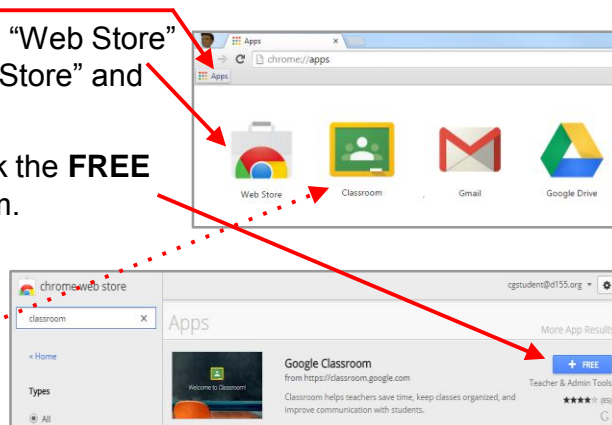 “Web Store”
Store” and
k the FREE
n.
Apps
chrome://apps
Apps
Web Store
Classroom
Gmail
Google Drive
chrome web store
cgstudent@d155.org
classroom
Apps
More App Results
« Home
Google Classroom
+ FREE
from https://classroom.google.com
Teacher & Admin Tools
Welcome to Classroom!
Classroom helps teachers save time, keep classes organized, and
improve communication with students.
Types
(85)
All